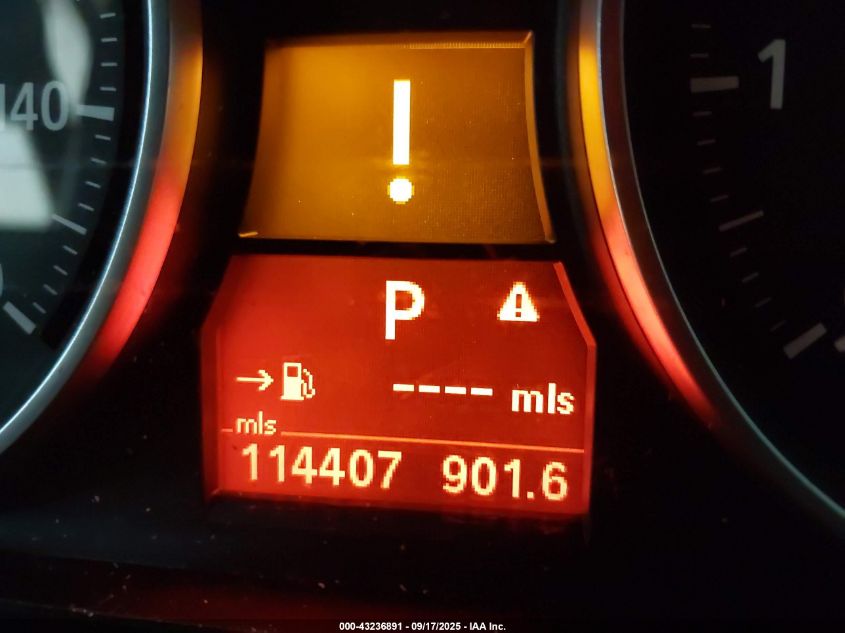 140
1
!
P
---- mls
mls
114407 901.6
000-43236891 - 09/17/2025 - IAA Inc.